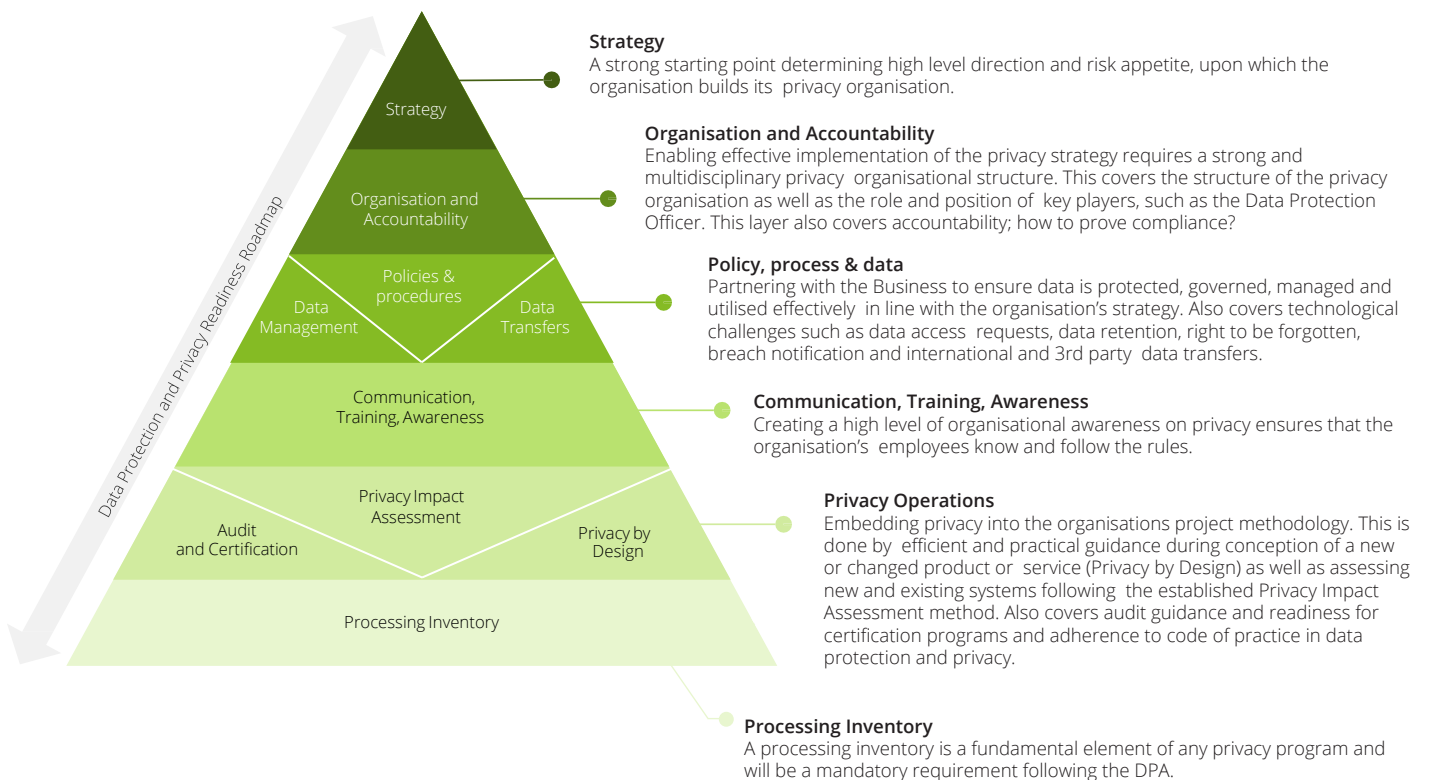 Data Protection and Privacy Readiness Roadmap
Strategy
Organisation and
Accountability
Policies &
procedures
Data
Management
Data
Transfers
Communication,
Training, Awareness
Privacy Impact
Assessment
Audit
and Certification
Privacy by
Design
Processing Inventory
Strategy
A strong starting point determining high level direction and risk appetite, upon which the
organisation builds its privacy organisation.
Organisation and Accountability
Enabling effective implementation of the privacy strategy requires a strong and
multidisciplinary privacy organisational structure. This covers the structure of the privacy
organisation as well as the role and position of key players, such as the Data Protection
Officer. This layer also covers accountability; how to prove compliance?
Policy, process & data
Partnering with the Business to ensure data is protected, governed, managed and
utilised effectively in line with the organisation's strategy. Also covers technological
challenges such as data access requests, data retention, right to be forgotten,
breach notification and international and 3rd party data transfers.
Communication, Training, Awareness
Creating a high level of organisational awareness on privacy ensures that the
organisation's employees know and follow the rules.
Privacy Operations
Embedding privacy into the organisations project methodology. This is
done by efficient and practical guidance during conception of a new
or changed product or service (Privacy by Design) as well as assessing
new and existing systems following the established Privacy Impact
Assessment method. Also covers audit guidance and readiness for
certification programs and adherence to code of practice in data
protection and privacy.
Processing Inventory
A processing inventory is a fundamental element of any privacy program and
will be a mandatory requirement following the DPA.